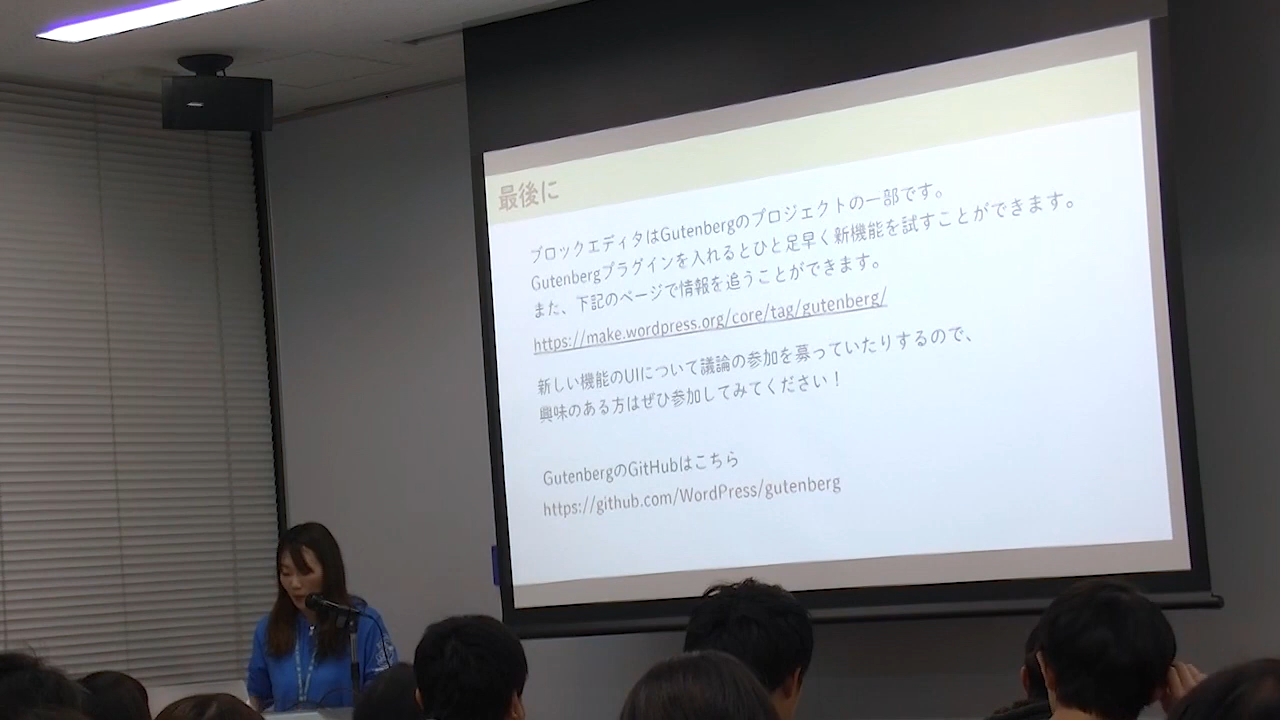 最後に
ブロックエディタはGutenbergのプロジェクトの一部です。
Gutenbergプラグインを入れるとひと足早く新機能を試すことができます。
また、下記のページで情報を追うことができます。
https://make.wordpress.org/core/tag/gutenberg/
新しい機能のUIについて議論の参加を募っていたりするので、
興味のある方はぜひ参加してみてください！
GutenbergのGitHubはこちら
https://github.com/WordPress/gutenberg